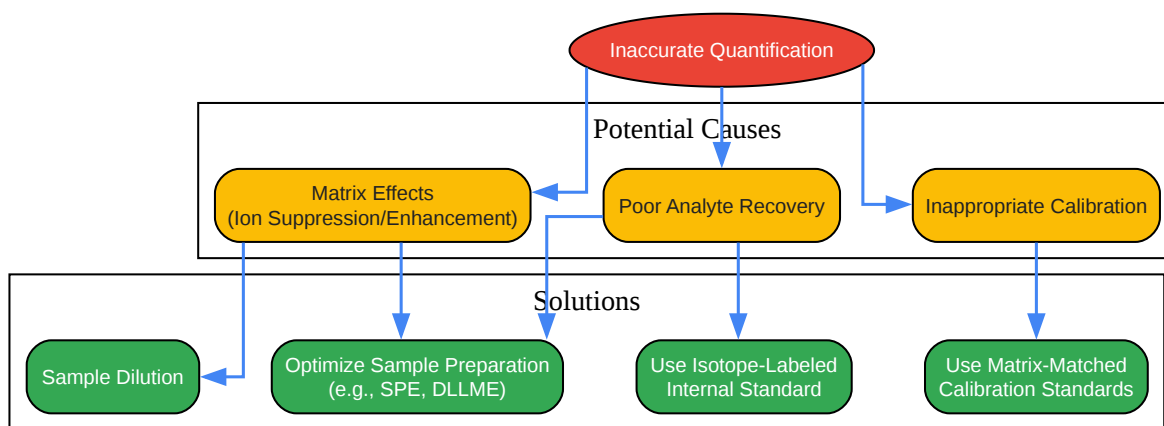 Inaccurate Quantification
Potential Causes
Matrix Effects
(Ion Suppression/Enhancement)
Poor Analyte Recovery
Inappropriate Calibration
Solutions
Sample Dilution
Optimize Sample Preparation
(e.g., SPE, DLLME)
Use Isotope-Labeled
Internal Standard
Use Matrix-Matched
Calibration Standards